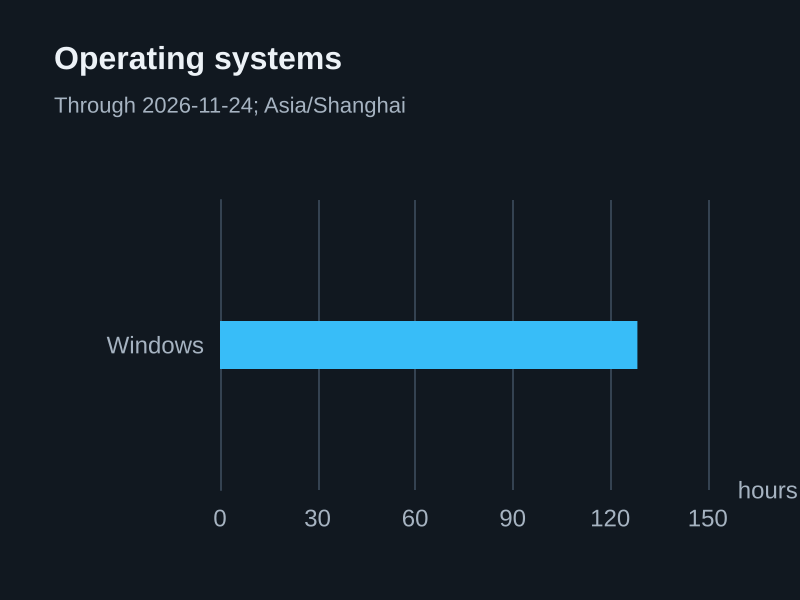 Operating systems
Through 2026-11-24; Asia/Shanghai
Windows
hours
0 30 60 90 120 150